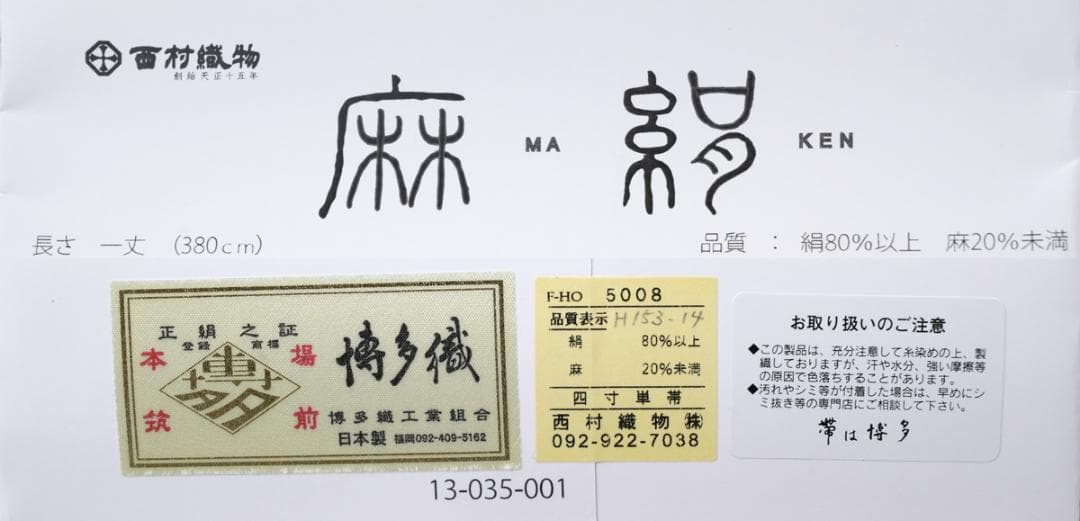 西村織物
創始天正十五年
麻 MA 絹 KEN
長さ 一丈 (380cm)
品質 : 絹80%以上 麻20%未満
正絹之証
登録 商標
本場
筑前
博多
博多織
博多織工業組合
日本製 福岡092-409-5162
F-HO 5008
品質表示 H153-14
絹 80%以上
麻 20%未満
四寸単帯
西村織物㈱
092-922-7038
お取り扱いのご注意
◆この製品は、充分注意して糸染めの上、製
織しておりますが、汗や水分、強い摩擦等
の原因で色落ちすることがあります。
◆汚れやシミ等が付着した場合は、早めにシ
ミ抜き等の専門店にご相談して下さい。
帯は博多
13-035-001